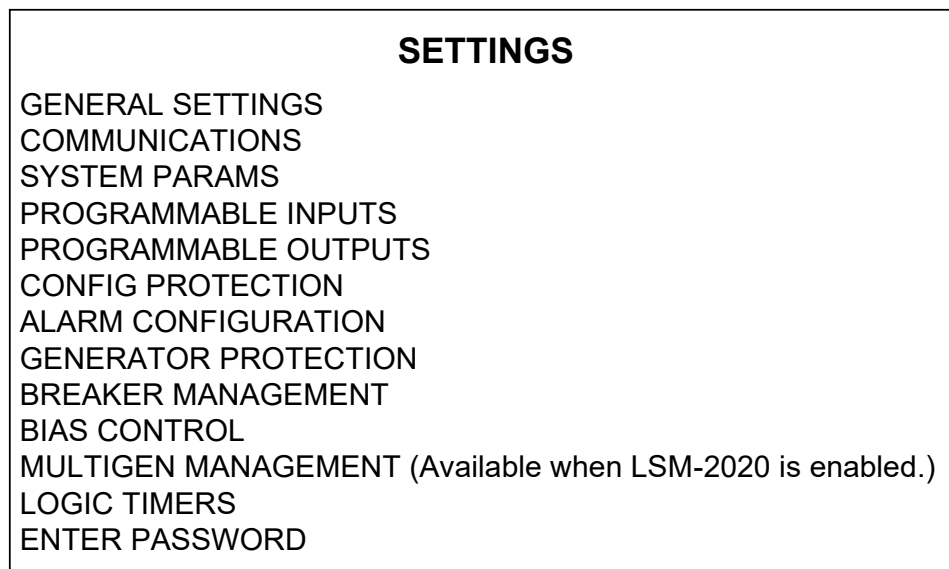 SETTINGS
GENERAL SETTINGS
COMMUNICATIONS
SYSTEM PARAMS
PROGRAMMABLE INPUTS
PROGRAMMABLE OUTPUTS
CONFIG PROTECTION
ALARM CONFIGURATION
GENERATOR PROTECTION
BREAKER MANAGEMENT
BIAS CONTROL
MULTIGEN MANAGEMENT (Available when LSM-2020 is enabled.)
LOGIC TIMERS
ENTER PASSWORD